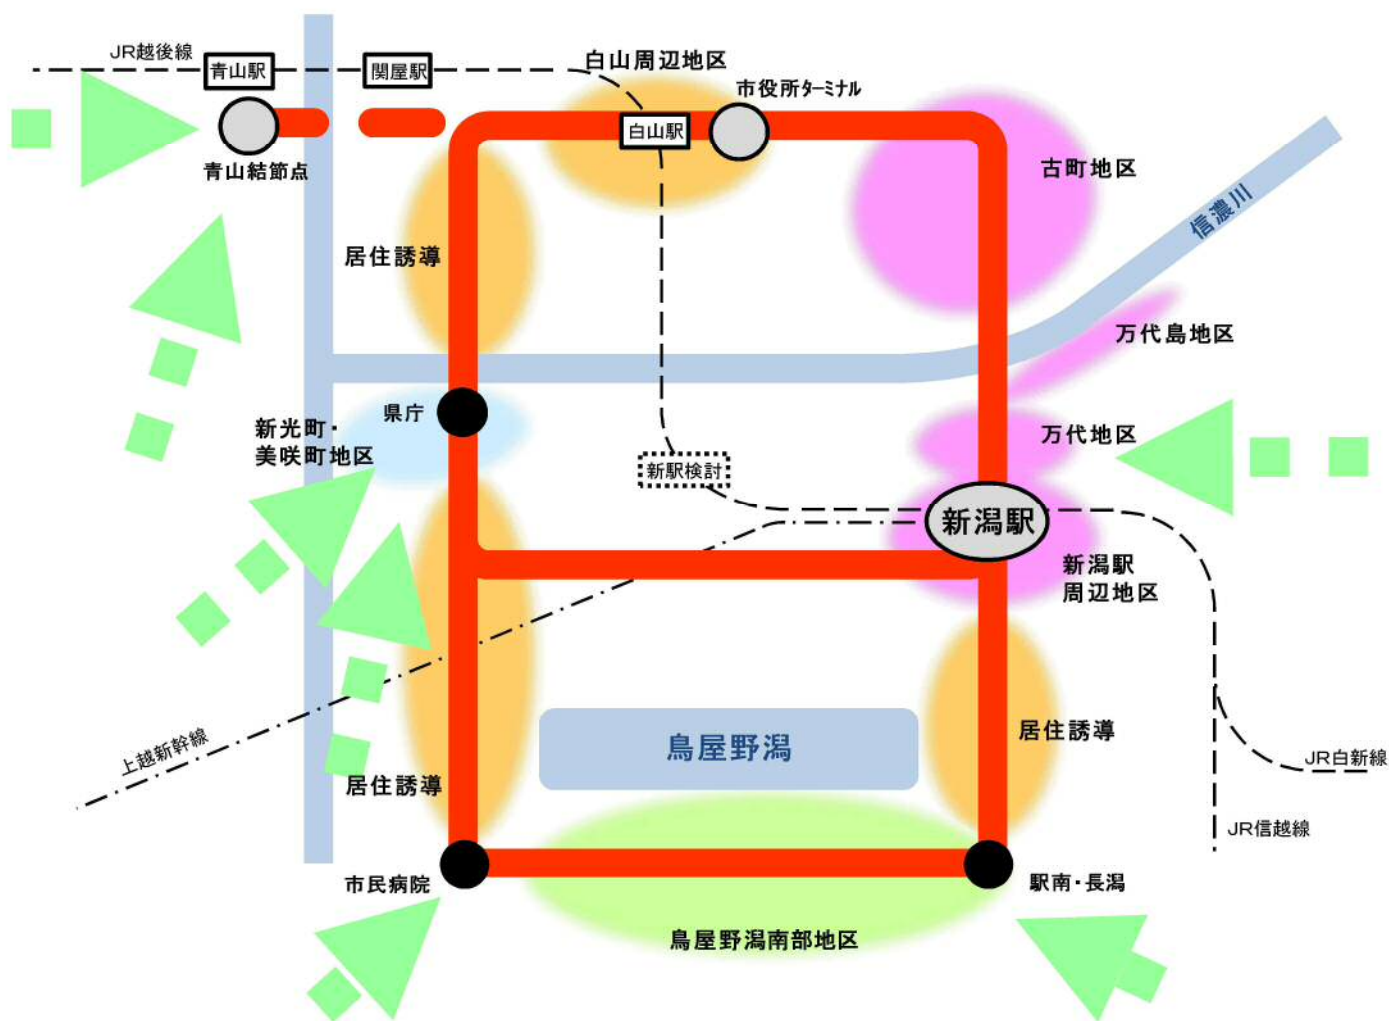 JR越後線
青山駅
関屋駅
白山周辺地区
市役所ﾀｰﾐﾅﾙ
白山駅
青山結節点
古町地区
信濃川
居住誘導
万代島地区
県庁
新光町・
美咲町地区
万代地区
新駅検討
新潟駅
新潟駅
周辺地区
上越新幹線
鳥屋野潟
居住誘導
JR白新線
居住誘導
JR信越線
市民病院
駅南・長潟
鳥屋野潟南部地区